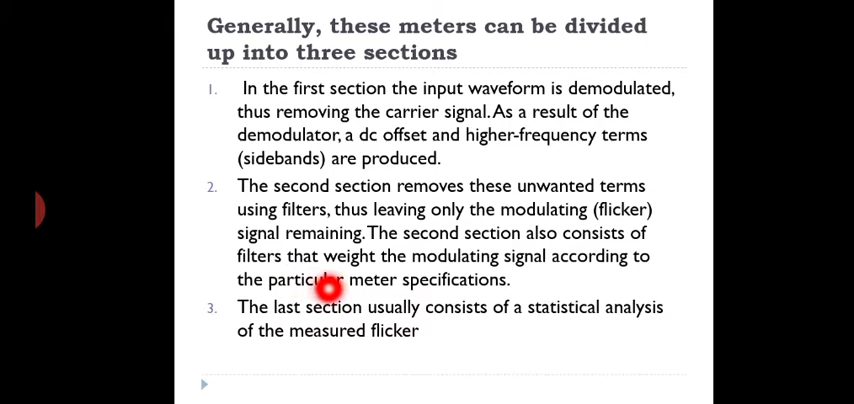 Generally, these meters can be divided
up into three sections
1. In the first section the input waveform is demodulated,
thus removing the carrier signal. As a result of the
demodulator, a dc offset and higher-frequency terms
(sidebands) are produced.
2. The second section removes these unwanted terms
using filters, thus leaving only the modulating (flicker)
signal remaining. The second section also consists of
filters that weight the modulating signal according to
the particular meter specifications.
3. The last section usually consists of a statistical analysis
of the measured flicker